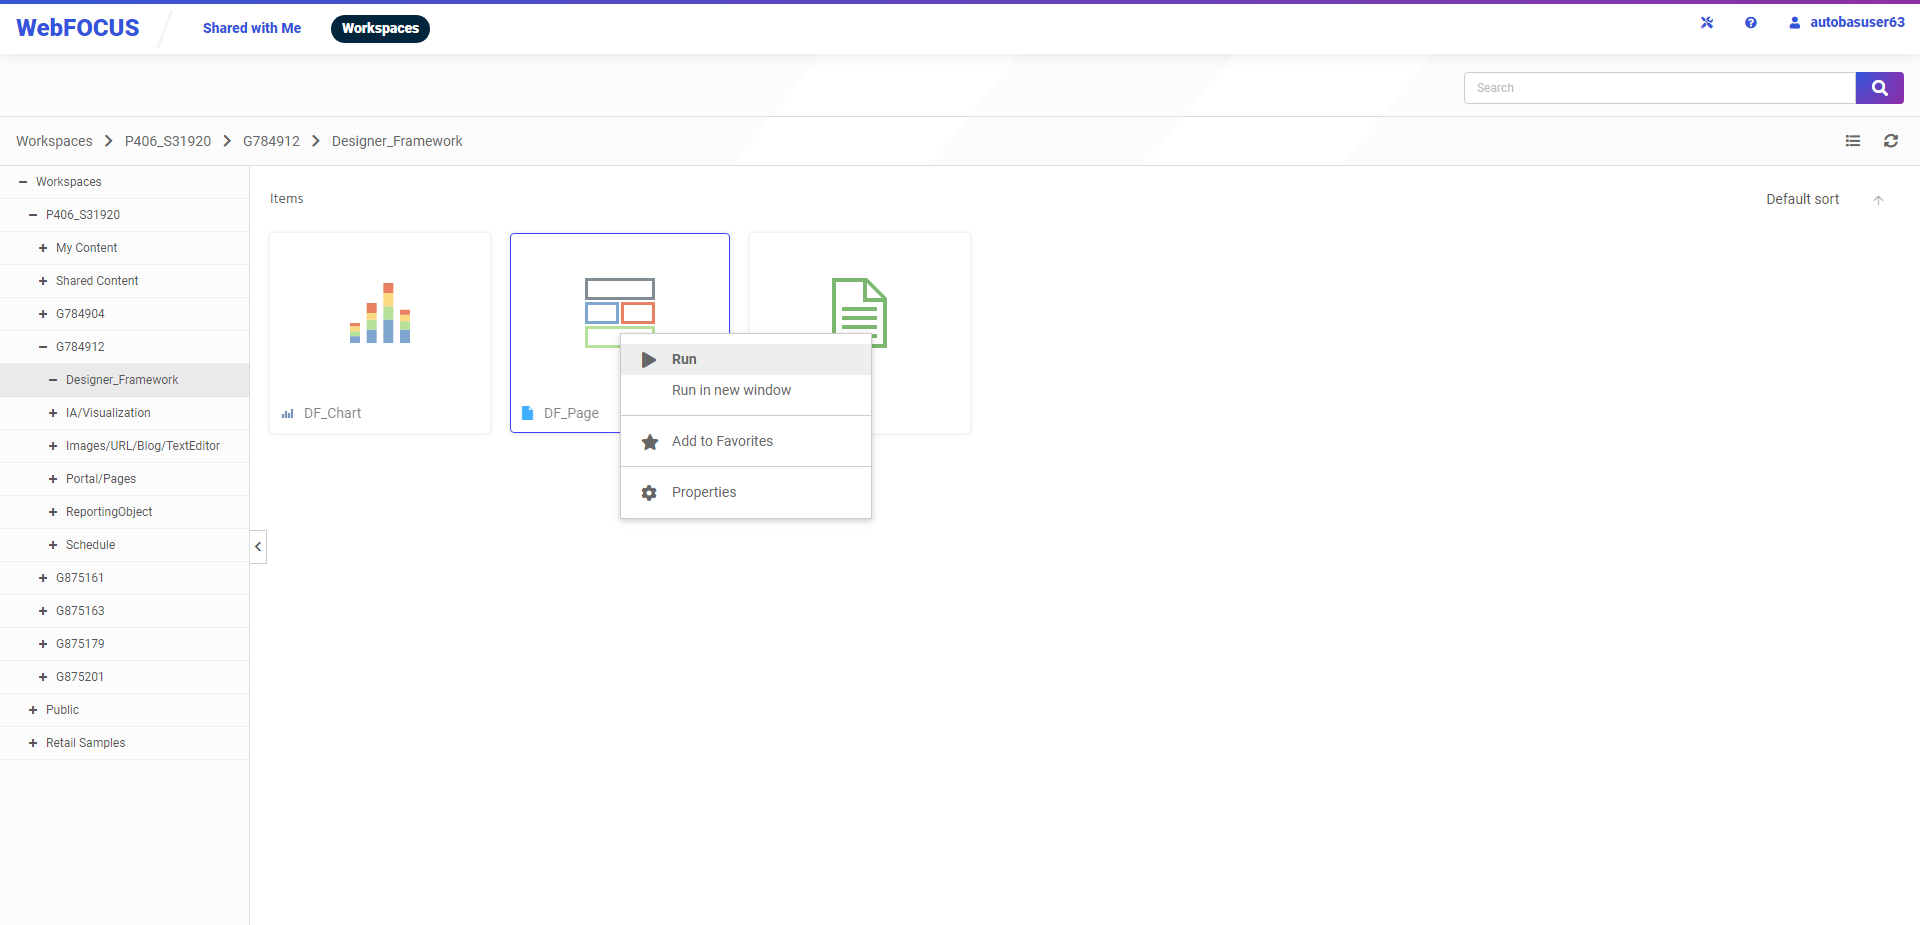 WebFOCUS
Shared with Me
Workspaces
autobasuser63
Search
Workspaces P406_S31920 G784912 Designer_Framework
Workspaces
P406_S31920
My Content
Shared Content
G784904
G784912
Designer_Framework
IA/Visualization
Images/URL/Blog/TextEditor
Portal/Pages
ReportingObject
Schedule
G875161
G875163
G875179
G875201
Public
Retail Samples
Items
Default sort
DF_Chart
DF_Page
Run
Run in new window
Add to Favorites
Properties